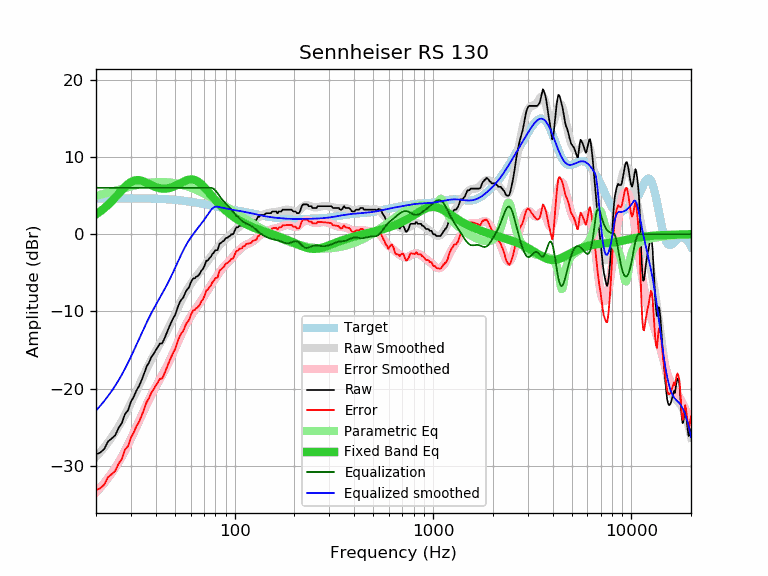 Sennheiser RS 130
20
10
0
−10
−20
−30
Amplitude (dBr)
Target
Raw Smoothed
Error Smoothed
Raw
Error
Parametric Eq
Fixed Band Eq
Equalization
Equalized smoothed
100
1000
10000
Frequency (Hz)